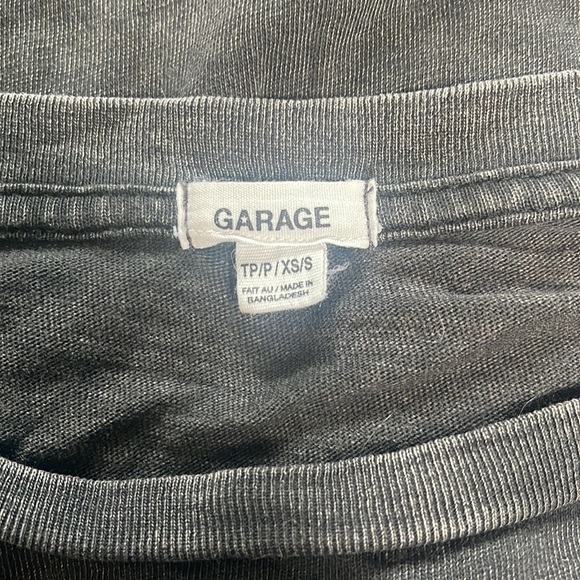 GARAGE
TP/P / XS/S
FAIT AU / MADE IN
BANGLADESH